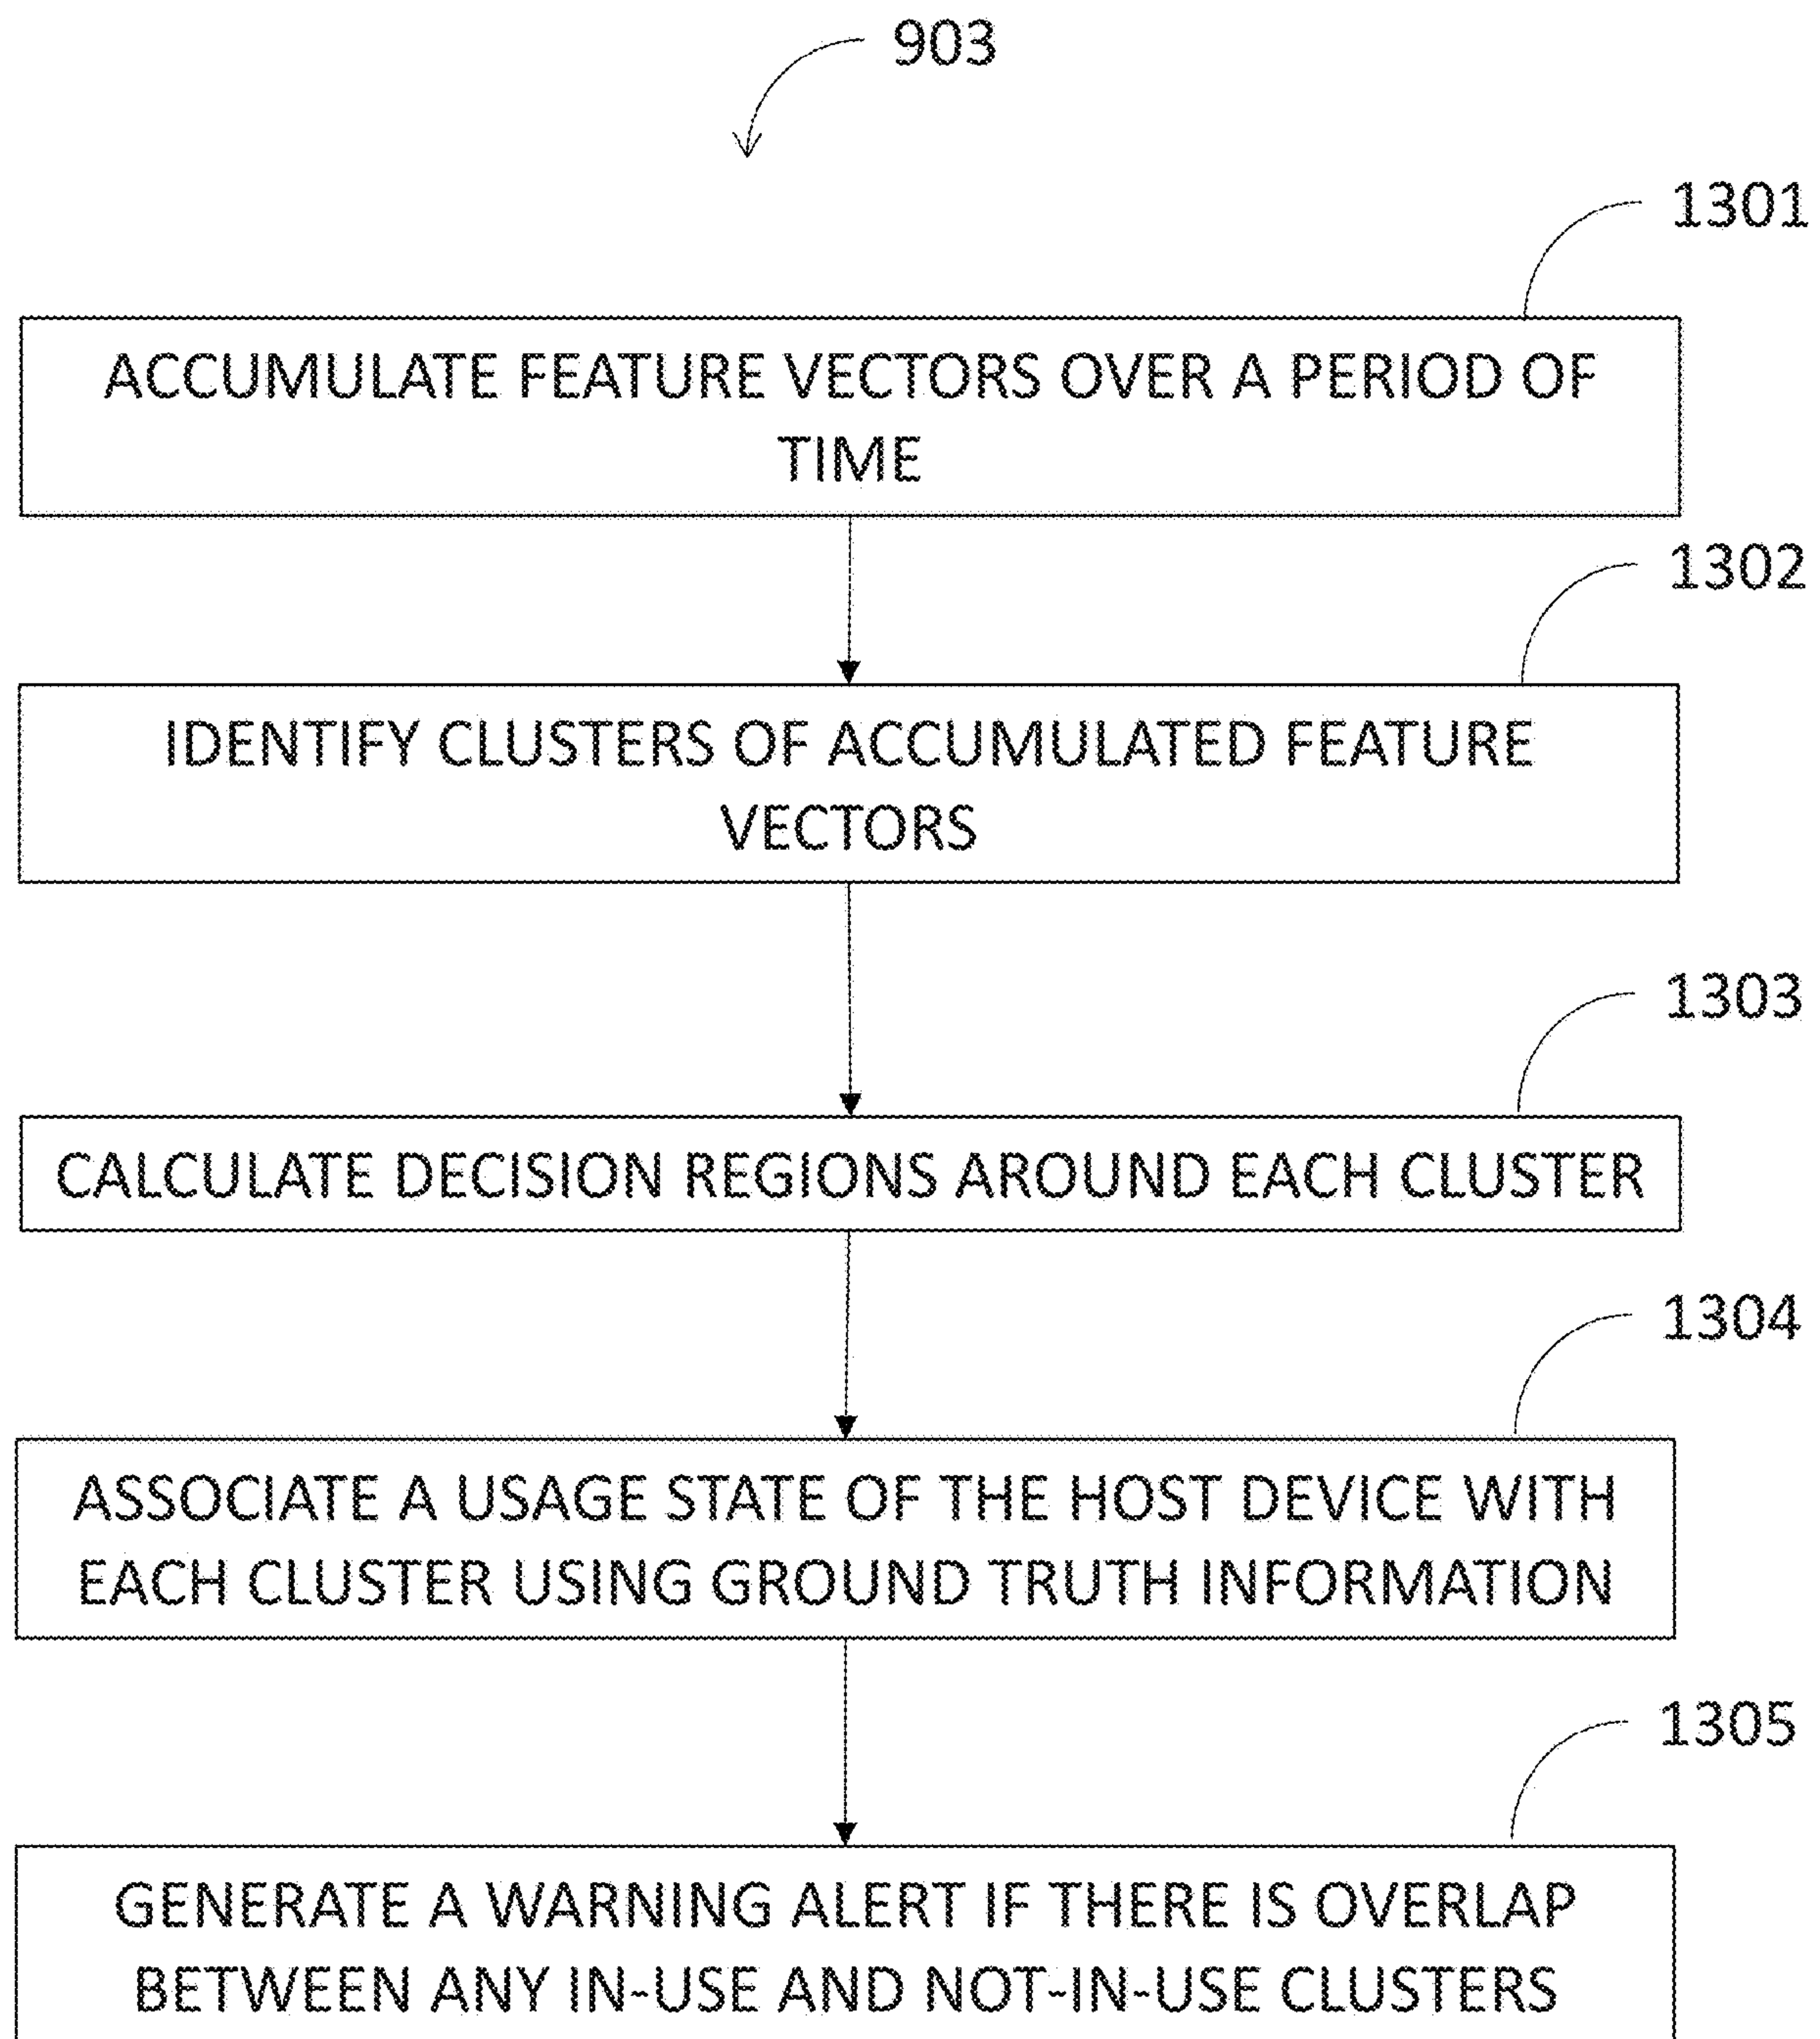 903
1301
ACCUMULATE FEATURE VECTORS OVER A PERIOD OF
TIME
1302
IDENTIFY CLUSTERS OF ACCUMULATED FEATURE
VECTORS
1303
CALCULATE DECISION REGIONS AROUND EACH CLUSTER
1304
ASSOCIATE A USAGE STATE OF THE HOST DEVICE WITH
EACH CLUSTER USING GROUND TRUTH INFORMATION
1305
GENERATE A WARNING ALERT IF THERE IS OVERLAP
BETWEEN ANY IN-USE AND NOT-IN-USE CLUSTERS